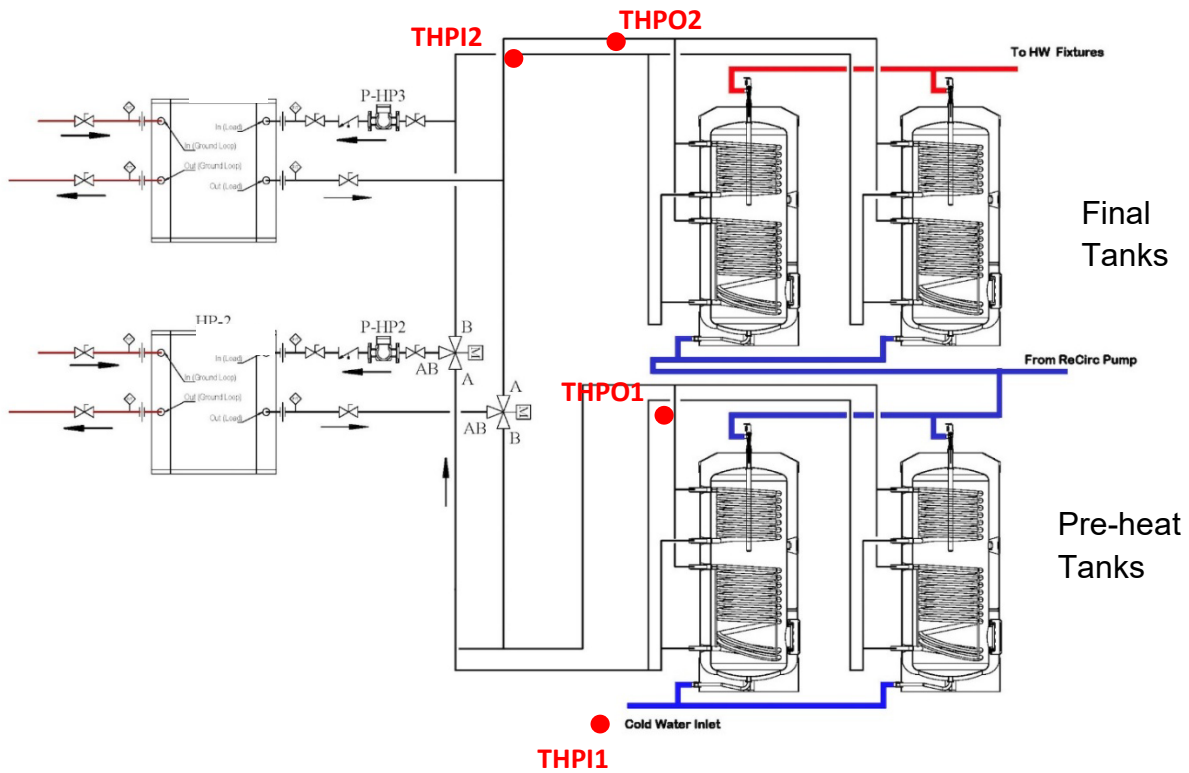 THPO2
THPI2
To HW Fixtures
P-HP3
In (Load)
In (Ground Loop)
Out (Ground Loop)
Out (Load)
Final
Tanks
HP-2
P-HP2
B
M
AB
A
In (Load)
In (Ground Loop)
Out (Ground Loop)
Out (Load)
From ReCirc Pump
THPO1
A
M
AB
B
Pre-heat
Tanks
Cold Water Inlet
THPI1